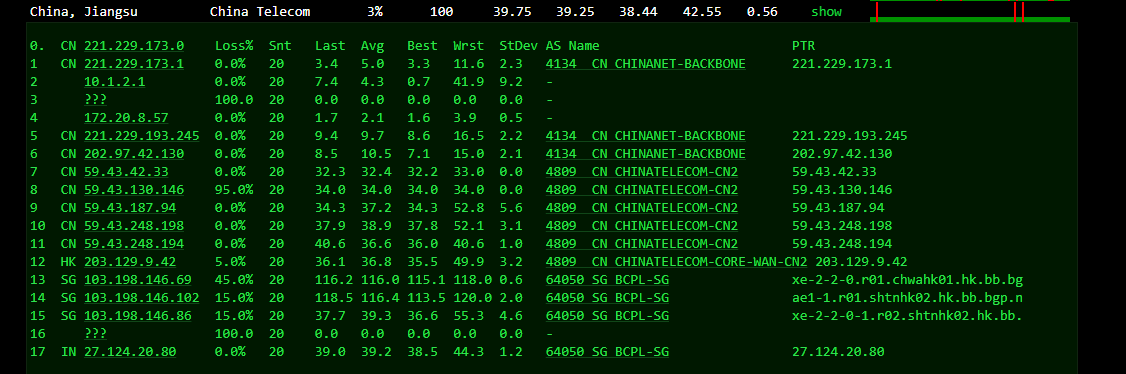 China, Jiangsu China Telecom 3% 100 39.75 39.25 38.44 42.55 0.56 show
0. CN 221.229.173.0 Loss% Snt Last Avg Best Wrst StDev AS Name PTR
1 CN 221.229.173.1 0.0% 20 3.4 5.0 3.3 11.6 2.3 4134 CN CHINANET-BACKBONE 221.229.173.1
2 10.1.2.1 0.0% 20 7.4 4.3 0.7 41.9 9.2 -
3 ??? 100.0 20 0.0 0.0 0.0 0.0 0.0 -
4 172.20.8.57 0.0% 20 1.7 2.1 1.6 3.9 0.5 -
5 CN 221.229.193.245 0.0% 20 9.4 9.7 8.6 16.5 2.2 4134 CN CHINANET-BACKBONE 221.229.193.245
6 CN 202.97.42.130 0.0% 20 8.5 10.5 7.1 15.0 2.1 4134 CN CHINANET-BACKBONE 202.97.42.130
7 CN 59.43.42.33 0.0% 20 32.3 32.4 32.2 33.0 0.0 4809 CN CHINATELECOM-CN2 59.43.42.33
8 CN 59.43.130.146 95.0% 20 34.0 34.0 34.0 34.0 0.0 4809 CN CHINATELECOM-CN2 59.43.130.146
9 CN 59.43.187.94 0.0% 20 34.3 37.2 34.3 52.8 5.6 4809 CN CHINATELECOM-CN2 59.43.187.94
10 CN 59.43.248.198 0.0% 20 37.9 38.9 37.8 52.1 3.1 4809 CN CHINATELECOM-CN2 59.43.248.198
11 CN 59.43.248.194 0.0% 20 40.6 36.6 36.0 40.6 1.0 4809 CN CHINATELECOM-CN2 59.43.248.194
12 HK 203.129.9.42 5.0% 20 36.1 36.8 35.5 49.9 3.2 4809 CN CHINATELECOM-CORE-WAN-CN2 203.129.9.42
13 SG 103.198.146.69 45.0% 20 116.2 116.0 115.1 118.0 0.6 64050 SG BCPL-SG xe-2-2-0.r01.chwahk01.hk.bb.bg
14 SG 103.198.146.102 15.0% 20 118.5 116.4 113.5 120.0 2.0 64050 SG BCPL-SG ae1-1.r01.shtnhk02.hk.bb.bgp.n
15 SG 103.198.146.86 15.0% 20 37.7 39.3 36.6 55.3 4.6 64050 SG BCPL-SG xe-2-2-0-1.r02.shtnhk02.hk.bb.
16 ??? 100.0 20 0.0 0.0 0.0 0.0 0.0 -
17 IN 27.124.20.80 0.0% 20 39.0 39.2 38.5 44.3 1.2 64050 SG BCPL-SG 27.124.20.80